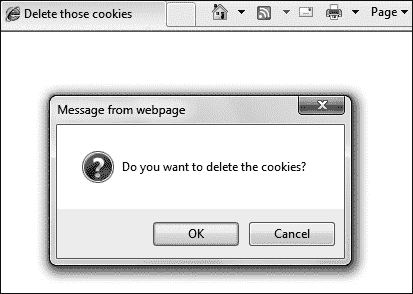 Delete those cookies
Page
Message from webpage
Do you want to delete the cookies?
OK
Cancel